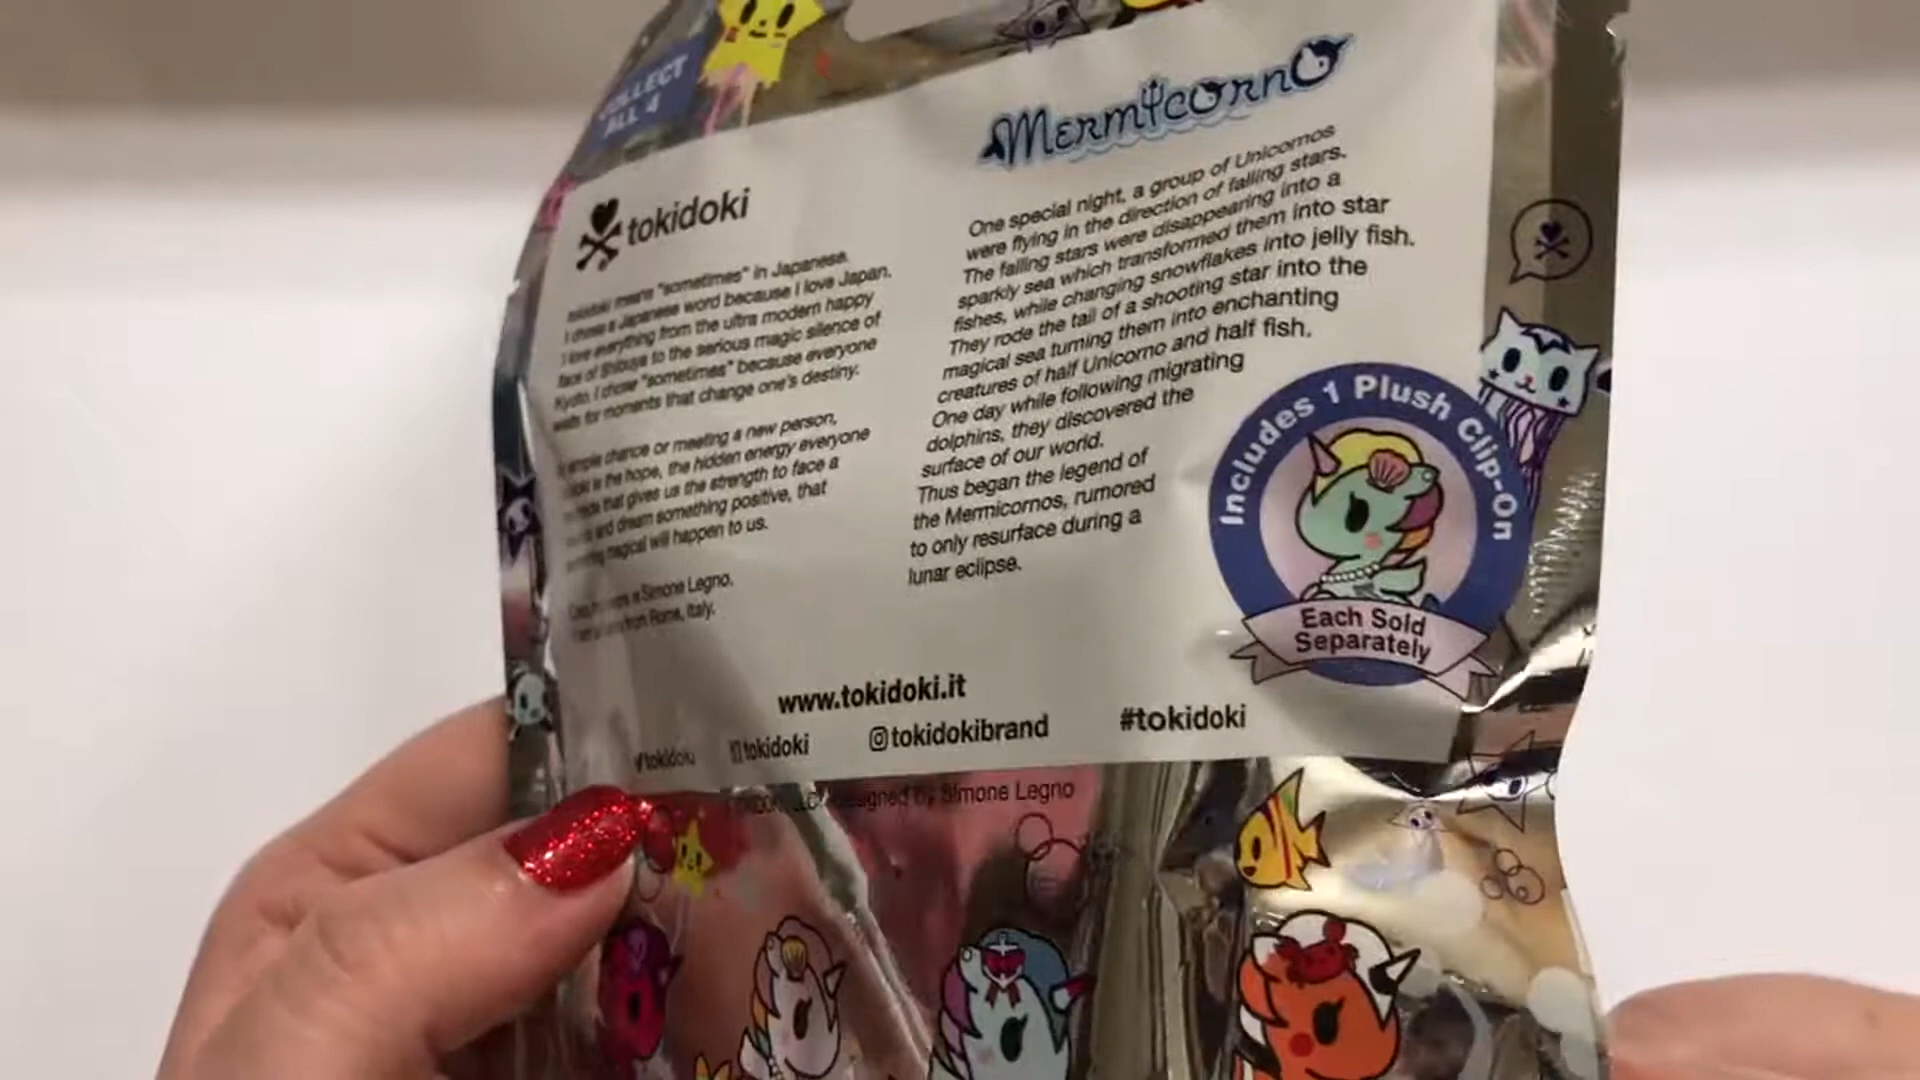 COLLECT
ALL 4
tokidoki
tokidoki means "sometimes" in Japanese.
I chose a Japanese word because I love Japan.
I love everything from the ultra modern happy
face of Shibuya to the serious magic silence of
Kyoto. I chose "sometimes" because everyone
waits for moments that change one's destiny.
simple chance or meeting a new person,
is the hope, the hidden energy everyone
that gives us the strength to face a
and dream something positive, that
magical will happen to us.
is Simone Legno.
from Rome, Italy.
Mermicorno
One special night, a group of Unicornos
were flying in the direction of falling stars.
The falling stars were disappearing into a
sparkly sea which transformed them into star
fishes, while changing snowflakes into jelly fish.
They rode the tail of a shooting star into the
magical sea turning them into enchanting
creatures of half Unicorno and half fish.
One day while following migrating
dolphins, they discovered the
surface of our world.
Thus began the legend of
the Mermicornos, rumored
to only resurface during a
lunar eclipse.
Includes 1 Plush Clip-On
Each Sold
Separately
www.tokidoki.it
tokidoki tokidoki tokidokibrand #tokidoki
designed by Simone Legno